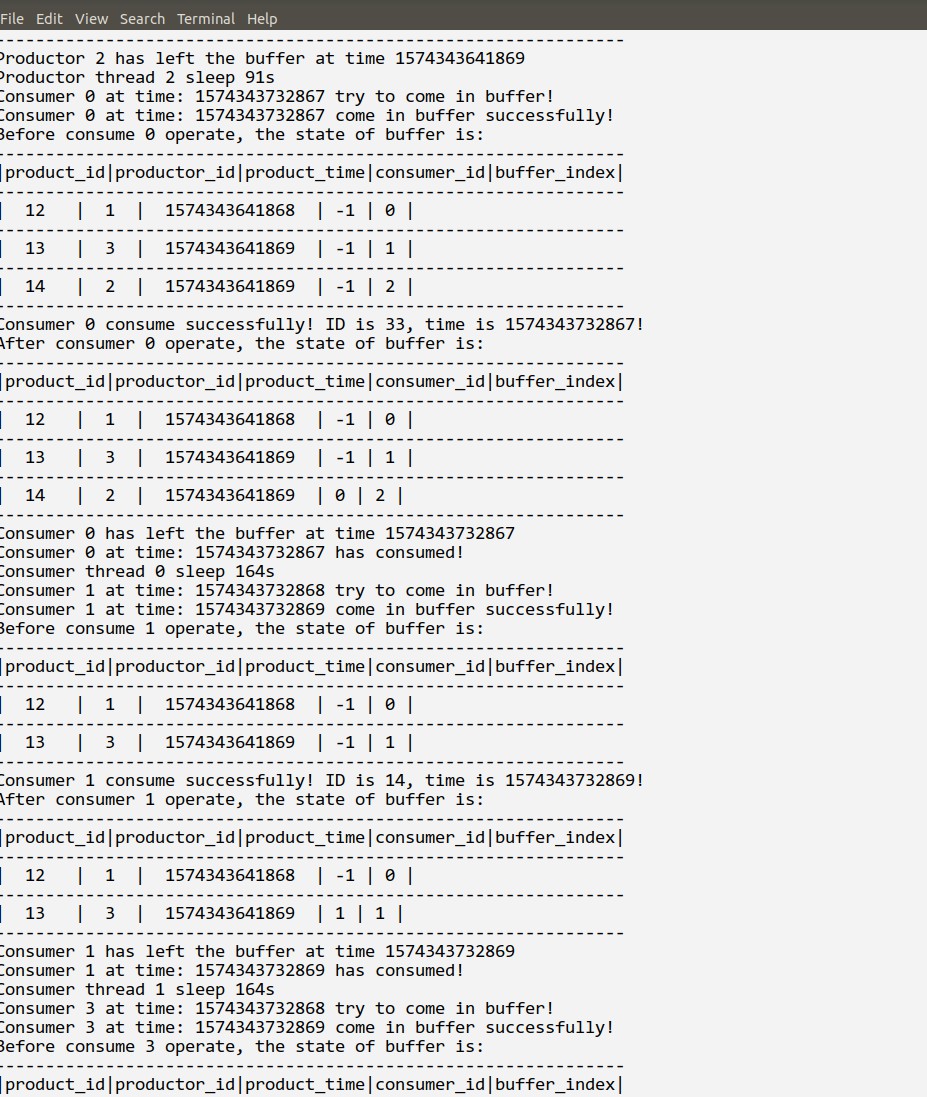 File Edit View Search Terminal Help
--------------------------------------------------------------
Productor 2 has left the buffer at time 1574343641869
Productor thread 2 sleep 91s
Consumer 0 at time: 1574343732867 try to come in buffer!
Consumer 0 at time: 1574343732867 come in buffer successfully!
Before consume 0 operate, the state of buffer is:
--------------------------------------------------------------
|product_id|productor_id|product_time|consumer_id|buffer_index|
--------------------------------------------------------------
|  12   |  1  |  1574343641868  | -1 | 0 |
--------------------------------------------------------------
|  13   |  3  |  1574343641869  | -1 | 1 |
--------------------------------------------------------------
|  14   |  2  |  1574343641869  | -1 | 2 |
--------------------------------------------------------------
Consumer 0 consume successfully! ID is 33, time is 1574343732867!
After consumer 0 operate, the state of buffer is:
--------------------------------------------------------------
|product_id|productor_id|product_time|consumer_id|buffer_index|
--------------------------------------------------------------
|  12   |  1  |  1574343641868  | -1 | 0 |
--------------------------------------------------------------
|  13   |  3  |  1574343641869  | -1 | 1 |
--------------------------------------------------------------
|  14   |  2  |  1574343641869  | 0 | 2 |
--------------------------------------------------------------
Consumer 0 has left the buffer at time 1574343732867
Consumer 0 at time: 1574343732867 has consumed!
Consumer thread 0 sleep 164s
Consumer 1 at time: 1574343732868 try to come in buffer!
Consumer 1 at time: 1574343732869 come in buffer successfully!
Before consume 1 operate, the state of buffer is:
--------------------------------------------------------------
|product_id|productor_id|product_time|consumer_id|buffer_index|
--------------------------------------------------------------
|  12   |  1  |  1574343641868  | -1 | 0 |
--------------------------------------------------------------
|  13   |  3  |  1574343641869  | -1 | 1 |
--------------------------------------------------------------
Consumer 1 consume successfully! ID is 14, time is 1574343732869!
After consumer 1 operate, the state of buffer is:
--------------------------------------------------------------
|product_id|productor_id|product_time|consumer_id|buffer_index|
--------------------------------------------------------------
|  12   |  1  |  1574343641868  | -1 | 0 |
--------------------------------------------------------------
|  13   |  3  |  1574343641869  | 1 | 1 |
--------------------------------------------------------------
Consumer 1 has left the buffer at time 1574343732869
Consumer 1 at time: 1574343732869 has consumed!
Consumer thread 1 sleep 164s
Consumer 3 at time: 1574343732868 try to come in buffer!
Consumer 3 at time: 1574343732869 come in buffer successfully!
Before consume 3 operate, the state of buffer is:
--------------------------------------------------------------
|product_id|productor_id|product_time|consumer_id|buffer_index|